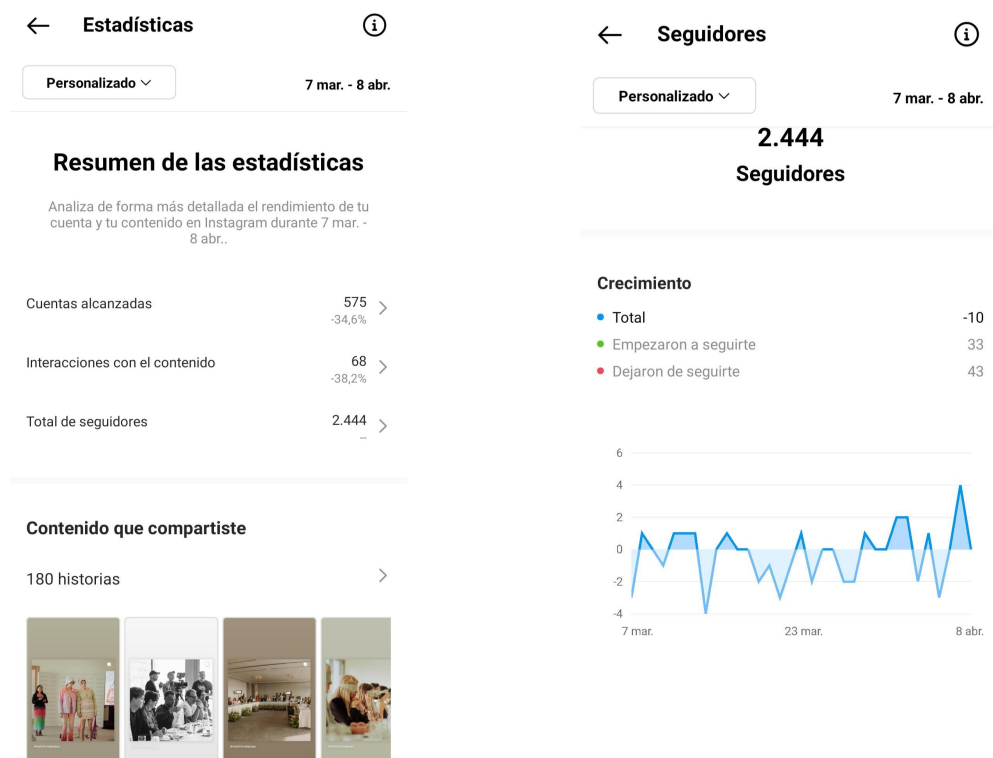 Estadísticas
Personalizado
7 mar. - 8 abr.
Resumen de las estadísticas
Analiza de forma más detallada el rendimiento de tu
cuenta y tu contenido en Instagram durante 7 mar. -
8 abr..
Cuentas alcanzadas
575
-34,6%
Interacciones con el contenido
68
-38,2%
Total de seguidores
2.444
--
Contenido que compartiste
180 historias
Seguidores
Personalizado
7 mar. - 8 abr.
2.444
Seguidores
Crecimiento
Total
-10
Empezaron a seguirte
33
Dejaron de seguirte
43
6
4
2
0
-2
-4
7 mar.
23 mar.
8 abr.